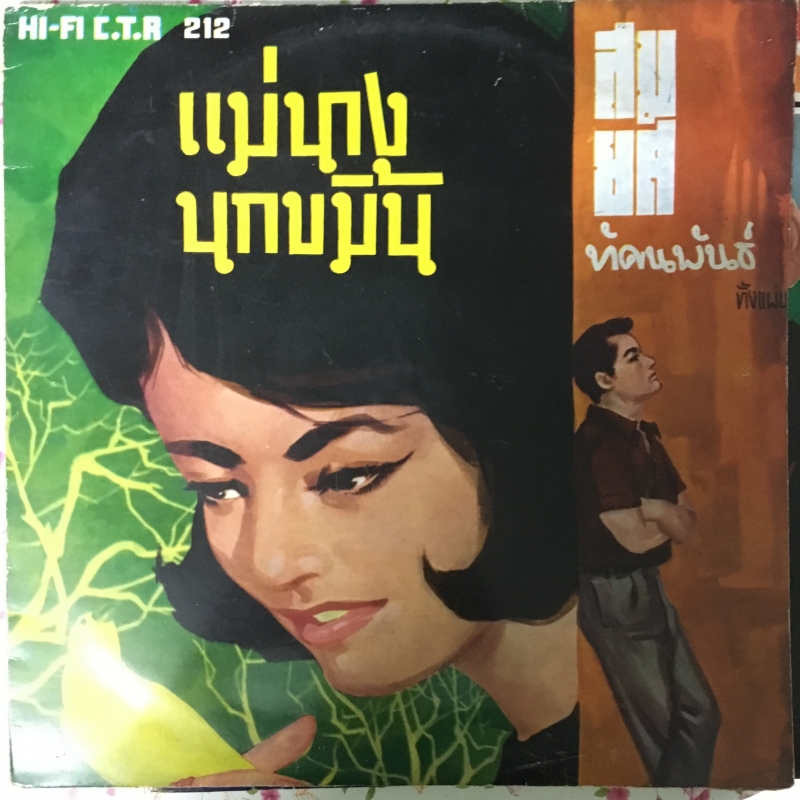 HI-FI C.T.R 212
แม่นาง
นกขมิ้น
สม
ยศ
ทัศนพันธ์
ทั้งแผ่น